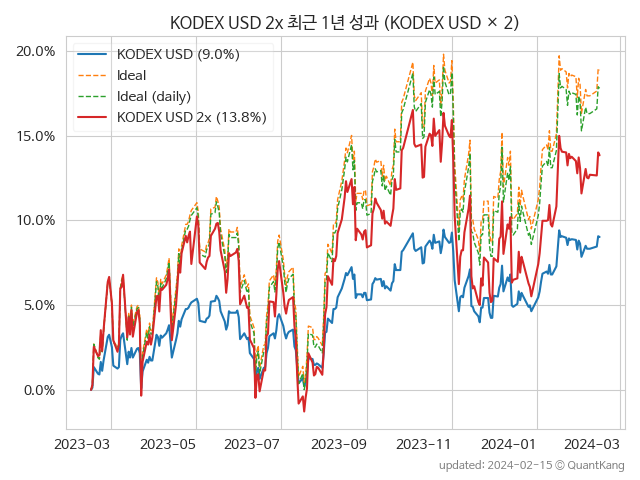 KODEX USD 2x 최근 1년 성과 (KODEX USD × 2)
20.0%
15.0%
10.0%
5.0%
0.0%
KODEX USD (9.0%)
Ideal
Ideal (daily)
KODEX USD 2x (13.8%)
2023-03
2023-05
2023-07
2023-09
2023-11
2024-01
2024-03
updated: 2024-02-15 © QuantKang